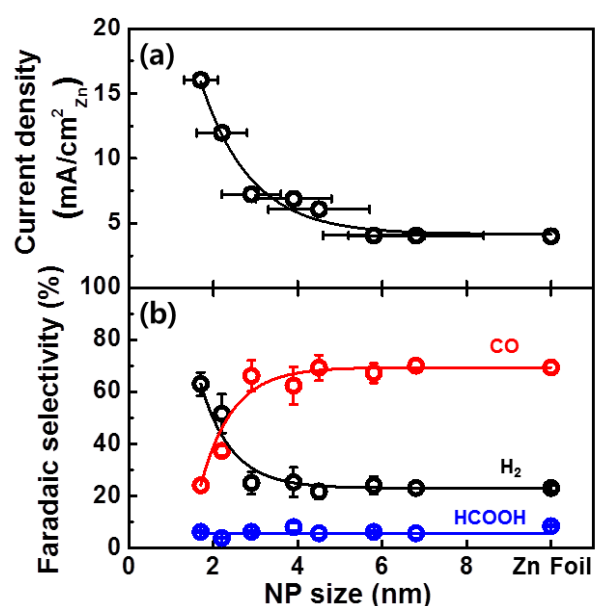 20
(a)
15
10
5
Current density
(mA/cm²Zn)
100
(b)
80
60
40
20
0
Faradaic selectivity (%)
CO
H₂
HCOOH
0 2 4 6 8 Zn Foil
NP size (nm)